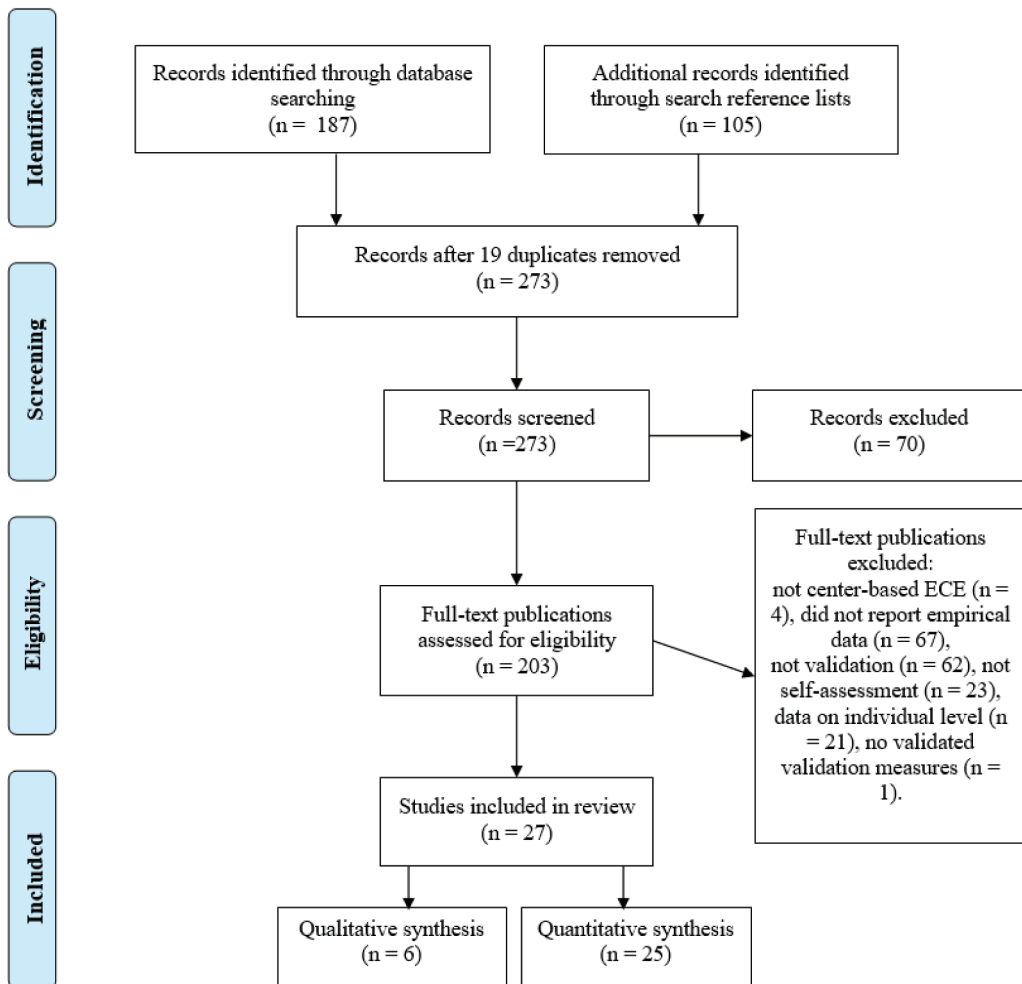 Identification
Records identified through database
searching
(n =  187)
Additional records identified
through search reference lists
(n = 105)
Records after 19 duplicates removed
(n = 273)
Screening
Records screened
(n =273)
Records excluded
(n = 70)
Eligibility
Full-text publications
assessed for eligibility
(n = 203)
Full-text publications
excluded:
not center-based ECE (n =
4), did not report empirical
data (n = 67),
not validation (n = 62), not
self-assessment (n = 23),
data on individual level (n
= 21), no validated
validation measures (n =
1).
Included
Studies included in review
(n = 27)
Qualitative synthesis
(n = 6)
Quantitative synthesis
(n = 25)